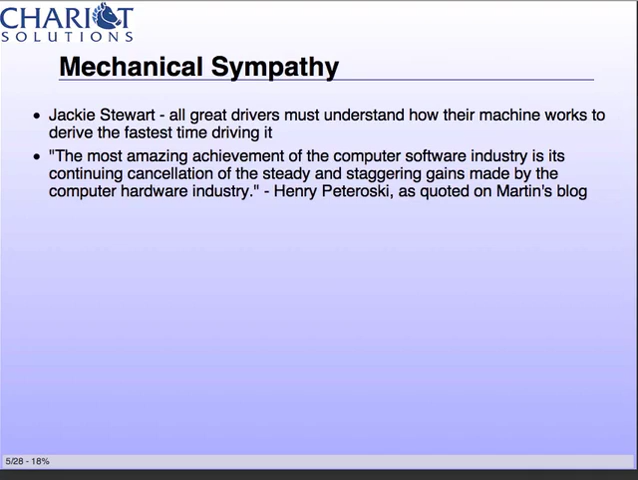 CHARIOT
SOLUTIONS
Mechanical Sympathy
• Jackie Stewart - all great drivers must understand how their machine works to
derive the fastest time driving it
• "The most amazing achievement of the computer software industry is its
continuing cancellation of the steady and staggering gains made by the
computer hardware industry." - Henry Peteroski, as quoted on Martin's blog
5/28 - 18%